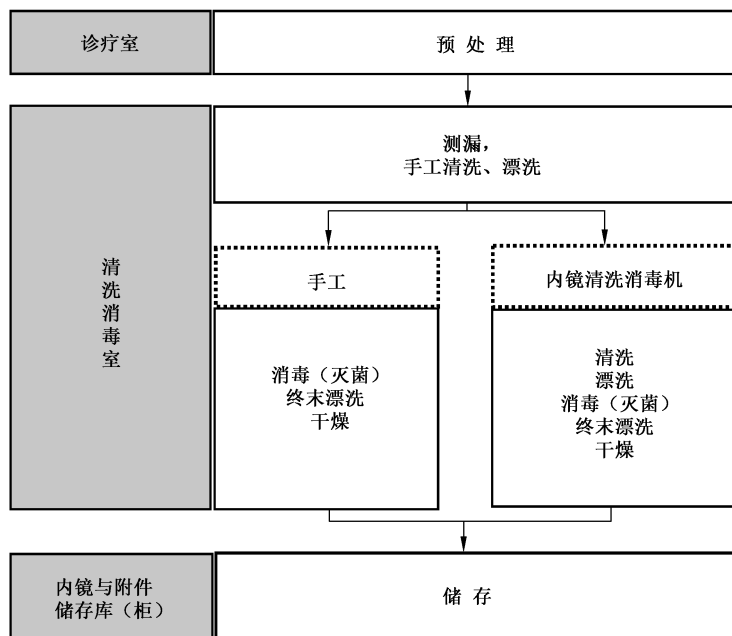 诊疗室
预 处 理
测漏，
手工清洗、漂洗
清
洗
消
毒
室
手工
内镜清洗消毒机
消毒（灭菌）
终末漂洗
干燥
清洗
漂洗
消毒（灭菌）
终末漂洗
干燥
内镜与附件
储存库（柜）
储 存